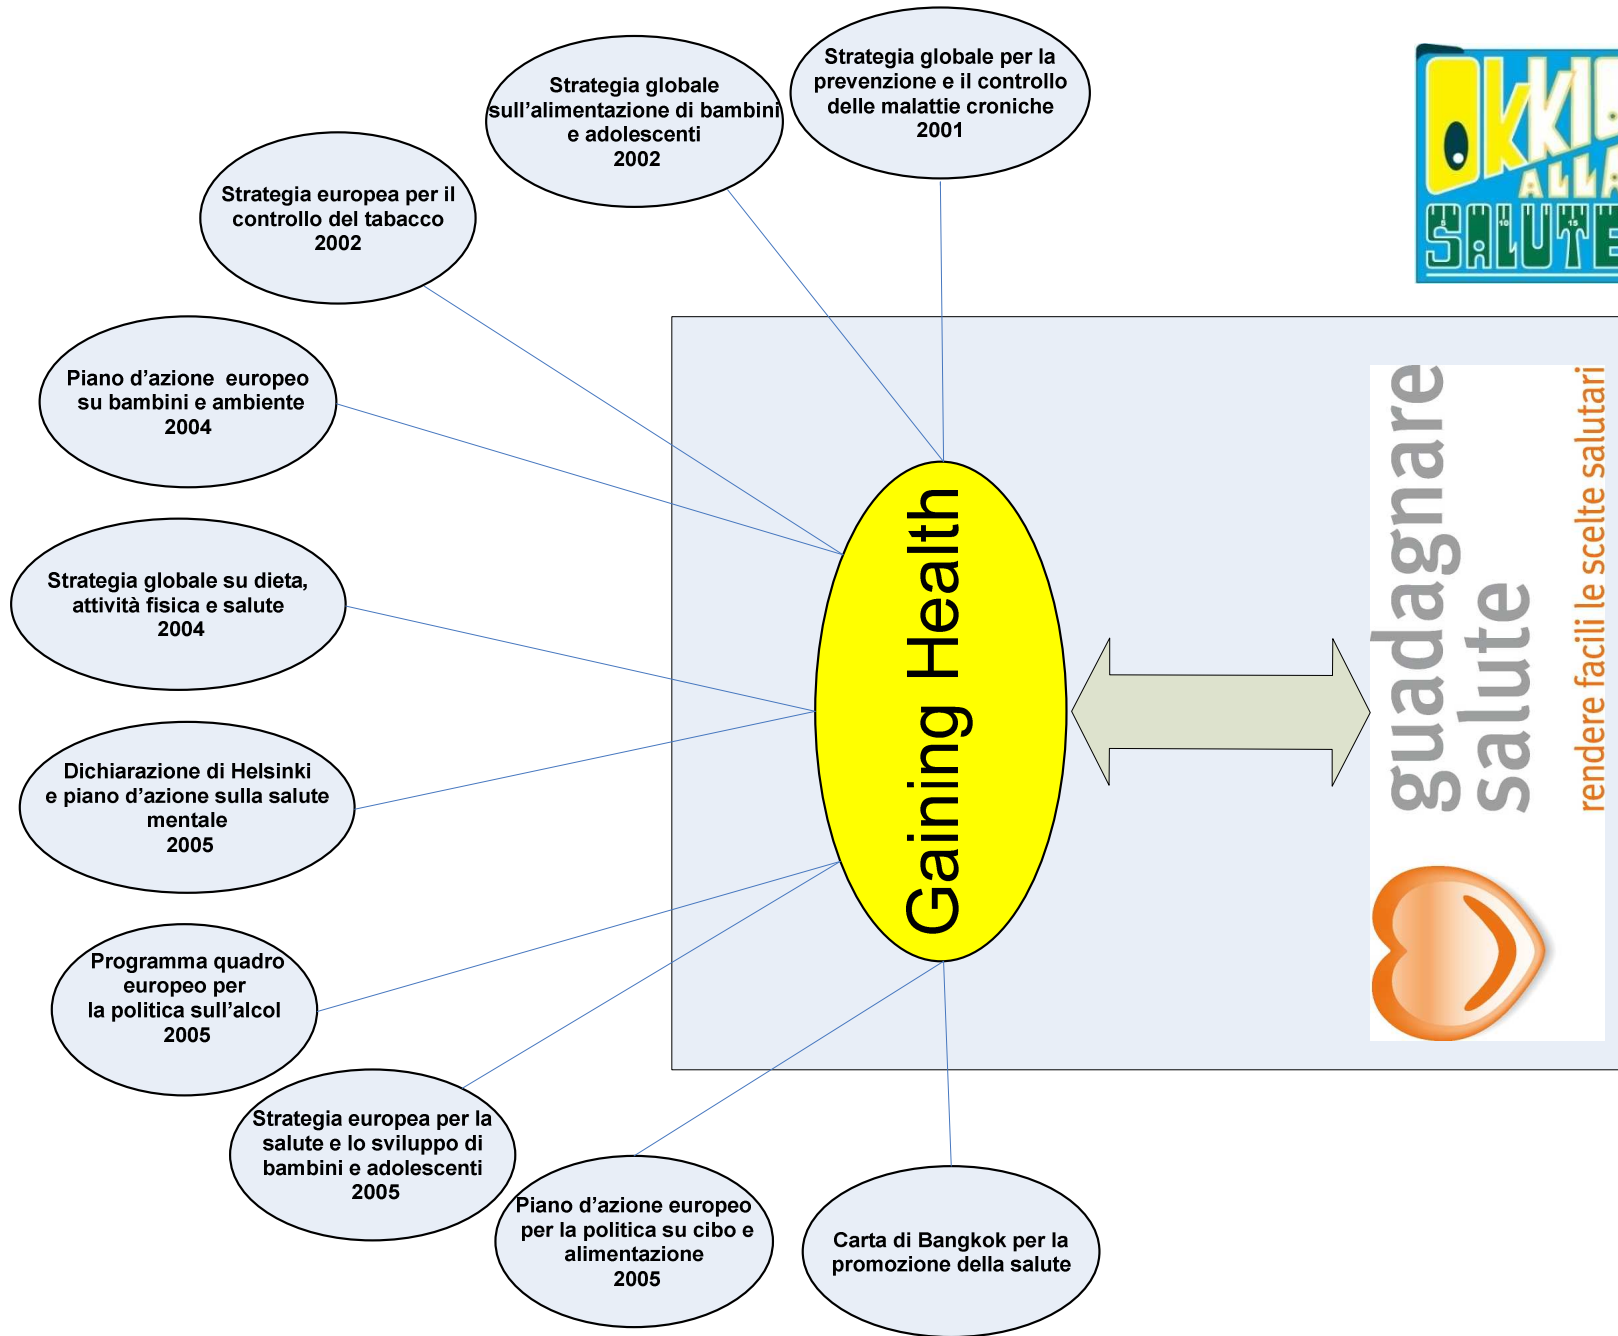 Strategia globale per la
prevenzione e il controllo
delle malattie croniche
2001
Strategia globale
sull'alimentazione di bambini
e adolescenti
2002
Strategia europea per il
controllo del tabacco
2002
Piano d'azione europeo
su bambini e ambiente
2004
Strategia globale su dieta,
attività fisica e salute
2004
Dichiarazione di Helsinki
e piano d'azione sulla salute
mentale
2005
Programma quadro
europeo per
la politica sull'alcol
2005
Strategia europea per la
salute e lo sviluppo di
bambini e adolescenti
2005
Piano d'azione europeo
per la politica su cibo e
alimentazione
2005
Carta di Bangkok per la
promozione della salute
Gaining Health
guadagnare
salute
rendere facili le scelte salutari
ALLA
SALUTE
5 10 15